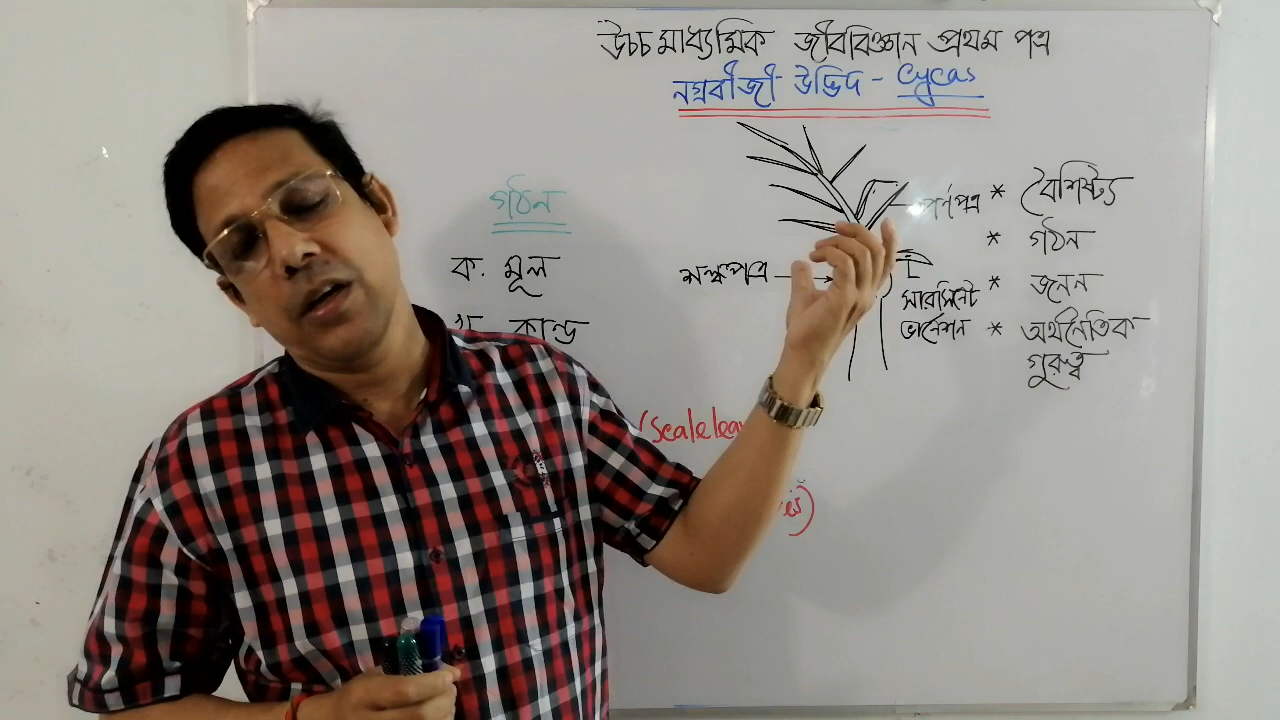 উচ্চ মাধ্যমিক জীববিজ্ঞান প্রথম পত্র
নগ্নবীজী উদ্ভিদ - Cycas
গঠন
ক. মূল
খ. কান্ড
(Scale lea
পর্ণপত্র
শল্কপত্র
সারসিনেট
ভার্নেশন
* বৈশিষ্ট্য
* গঠন
* জনন
* অর্থনৈতিক
গুরুত্ব